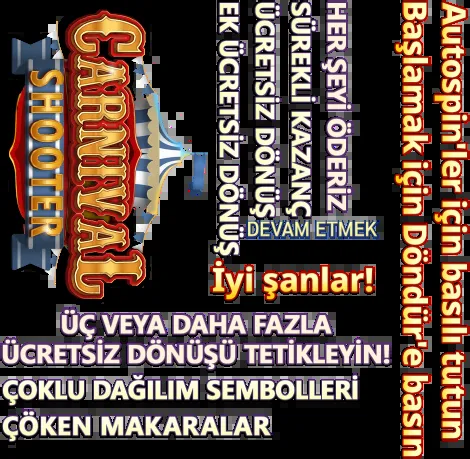 CARNIVAL
SHOOTER
EK ÜCRETSİZ DÖNÜŞ
ÜCRETSİZ DÖNÜŞ
SÜREKLİ KAZANÇ
HER ŞEYİ ÖDERİZ
DEVAM ETMEK
İyi şanlar!
Autospin'ler için basılı tutun
Başlamak için Döndür'e basın
ÜÇ VEYA DAHA FAZLA
ÜCRETSİZ DÖNÜŞÜ TETİKLEYİN!
ÇOKLU DAĞILIM SEMBOLLERİ
ÇÖKEN MAKARALAR